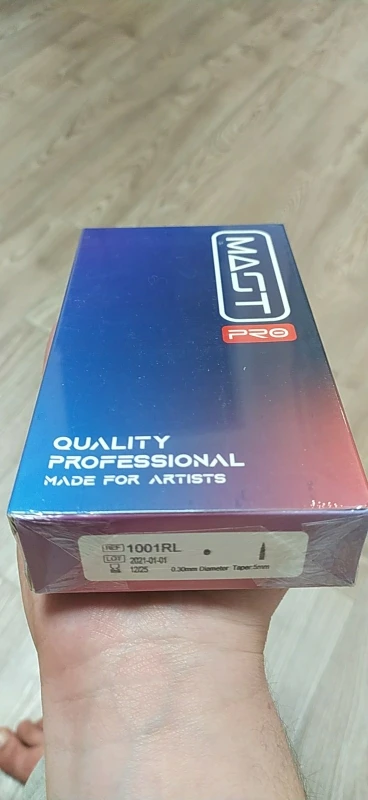 MAST
PRO
QUALITY
PROFESSIONAL
MADE FOR ARTISTS
REF 1001RL
LOT 2021-01-01
12/25 0.30mm Diameter Taper:5mm